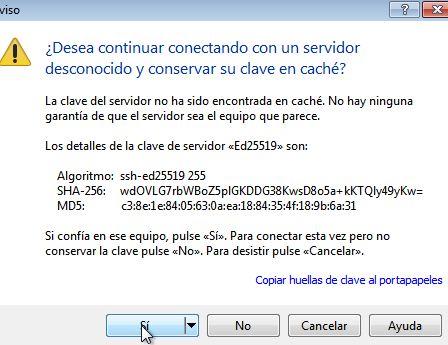 viso
¿Desea continuar conectando con un servidor
desconocido y conservar su clave en caché?
La clave del servidor no ha sido encontrada en caché. No hay ninguna
garantía de que el servidor sea el equipo que parece.
Los detalles de la clave de servidor «Ed25519» son:
Algoritmo: ssh-ed25519 255
SHA-256: wdOVLG7rbWBoZ5plGKDDG38KwsD8o5a+kKTQly49yKw=
MD5: c3:8e:1e:84:05:63:0a:ea:18:84:35:4f:18:9b:6a:31
Si confía en ese equipo, pulse «Sí». Para conectar esta vez pero no
conservar la clave pulse «No». Para desistir pulse «Cancelar».
Copiar huellas de clave al portapapeles
Sí No Cancelar Ayuda